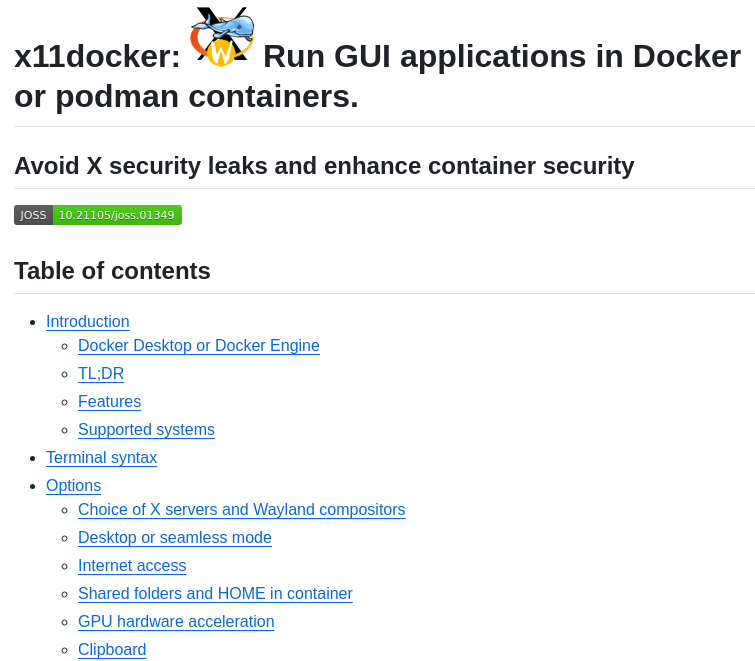 x11docker: Run GUI applications in Docker
or podman containers.
Avoid X security leaks and enhance container security
JOSS 10.21105/joss.01349
Table of contents
Introduction
Docker Desktop or Docker Engine
TL;DR
Features
Supported systems
Terminal syntax
Options
Choice of X servers and Wayland compositors
Desktop or seamless mode
Internet access
Shared folders and HOME in container
GPU hardware acceleration
Clipboard